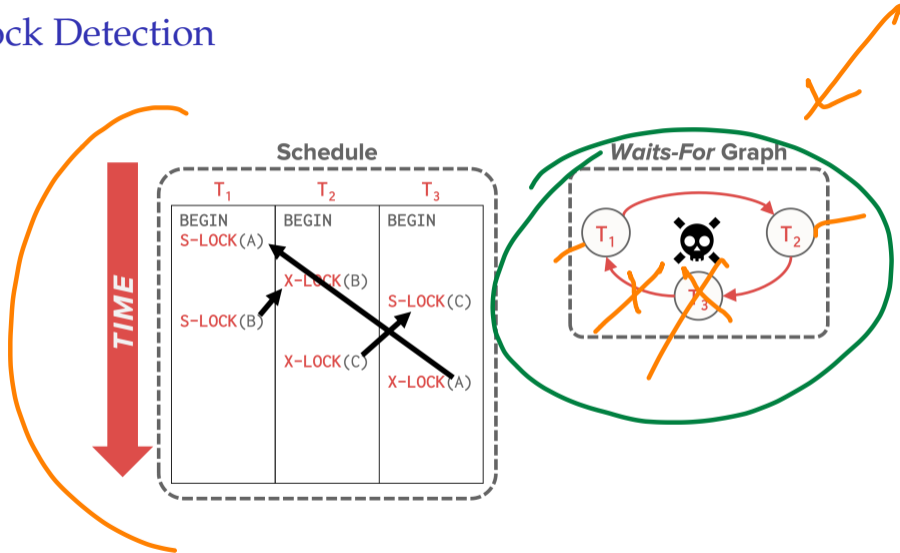 ock Detection
Schedule
Waits-For Graph
TIME
T1 T2 T3
BEGIN BEGIN BEGIN
S-LOCK(A)
X-LOCK(B)
S-LOCK(C)
S-LOCK(B)
X-LOCK(C)
X-LOCK(A)
T1 T2
T3